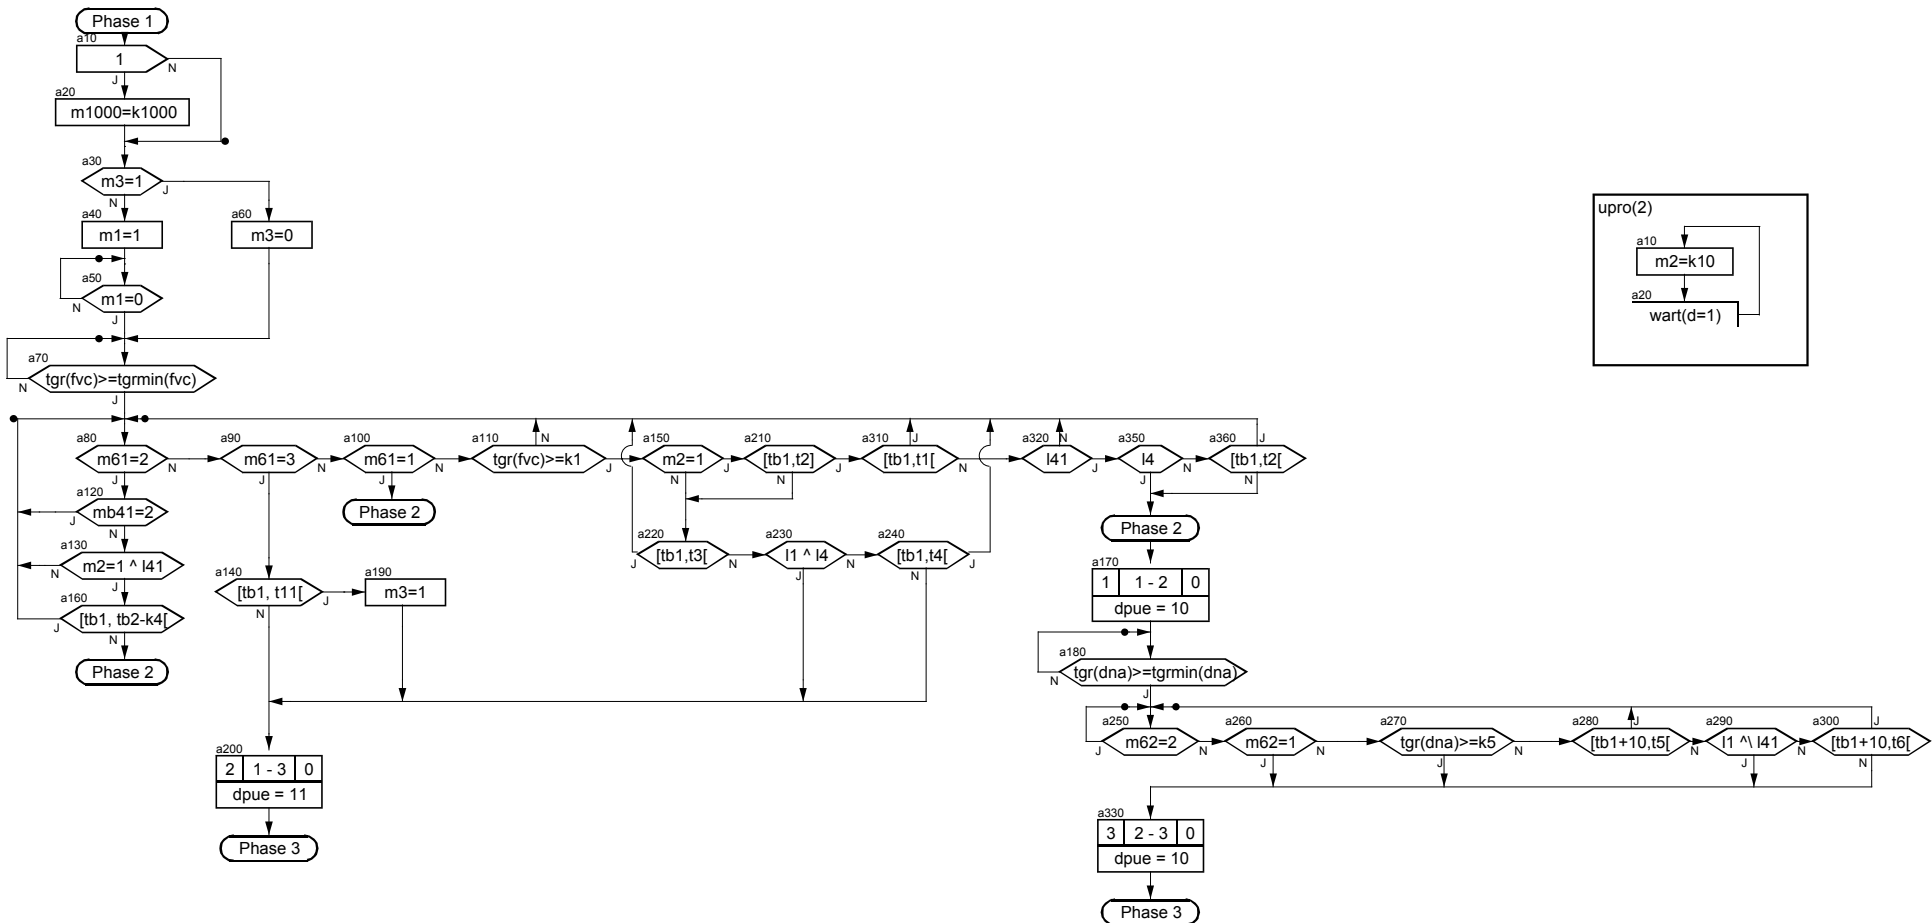 Phase 1
a10
1
N
J
a20
m1000=k1000
a30
m3=1
J
N
a40
m1=1
a60
m3=0
a50
m1=0
N
J
a70
tgr(fvc)>=tgrmin(fvc)
N
J
a80
m61=2
N
J
a90
m61=3
N
J
a100
m61=1
N
J
Phase 2
a110
tgr(fvc)>=k1
N
J
a150
m2=1
J
N
a210
[tb1,t2]
J
N
a310
[tb1,t1[
J
N
a320
l41
N
J
a350
l4
N
J
a360
[tb1,t2[
J
N
a120
mb41=2
J
N
a130
m2=1 ^ l41
N
J
a160
[tb1, tb2-k4[
J
N
Phase 2
a140
[tb1, t11[
J
N
a190
m3=1
a220
[tb1,t3[
J
N
a230
l1 ^ l4
N
J
a240
[tb1,t4[
J
N
a200
2 1 - 3 0
dpue = 11
Phase 3
Phase 2
a170
1 1 - 2 0
dpue = 10
a180
tgr(dna)>=tgrmin(dna)
N
J
a250
m62=2
J
N
a260
m62=1
N
J
a270
tgr(dna)>=k5
N
J
a280
[tb1+10,t5[
J
N
a290
l1 ^\ l41
N
J
a300
[tb1+10,t6[
J
N
a330
3 2 - 3 0
dpue = 10
Phase 3
upro(2)
a10
m2=k10
a20
wart(d=1)